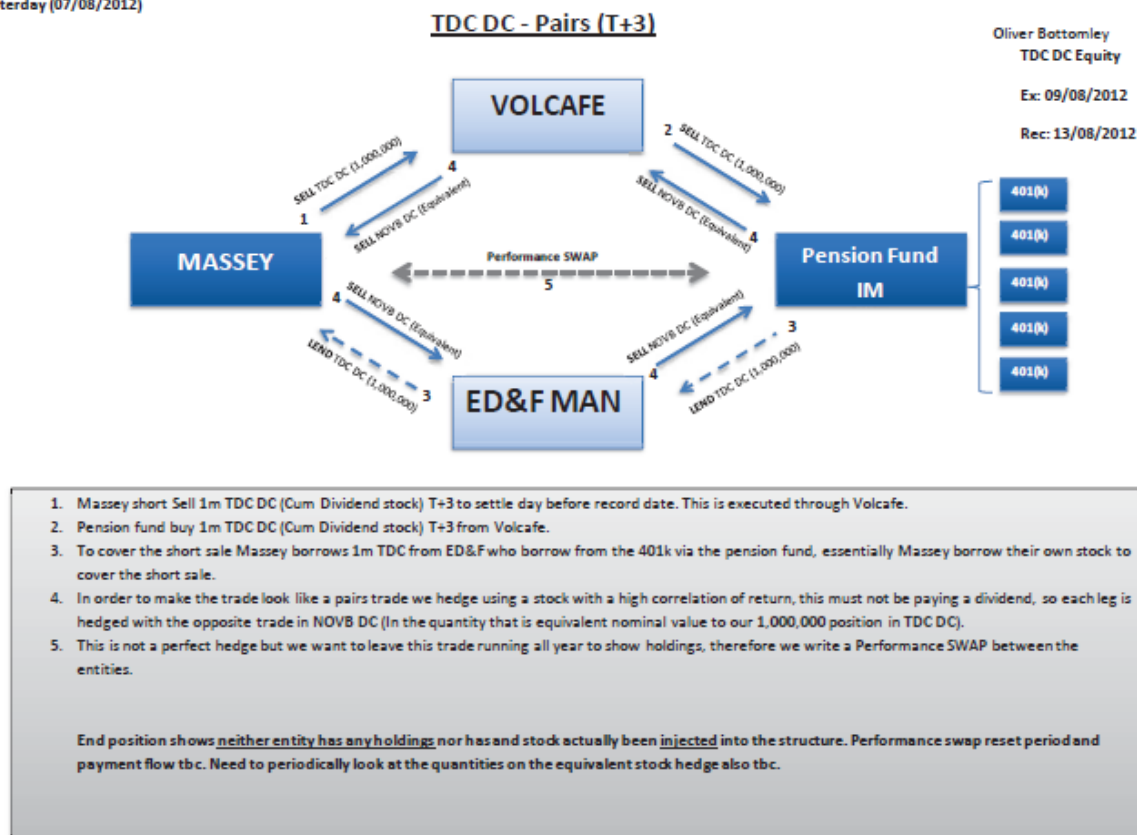 terday (07/08/2012)
TDC DC - Pairs (T+3)
Oliver Bottomley
TDC DC Equity
Ex: 09/08/2012
Rec: 13/08/2012
VOLCAFE
SELL TDC DC (1,000,000)
1
4
SELL NOVB DC (Equivalent)
2
SELL TDC DC (1,000,000)
SELL NOVB DC (Equivalent)
4
MASSEY
Performance SWAP
5
Pension Fund
IM
401(k)
401(k)
401(k)
401(k)
401(k)
4
SELL NOVB DC (Equivalent)
LEND TDC DC (1,000,000)
3
SELL NOVB DC (Equivalent)
4
3
LEND TDC DC (1,000,000)
ED&F MAN
1. Massey short Sell 1m TDC DC (Cum Dividend stock) T+3 to settle day before record date. This is executed through Volcafe.
2. Pension fund buy 1m TDC DC (Cum Dividend stock) T+3 from Volcafe.
3. To cover the short sale Massey borrows 1m TDC from ED&F who borrow from the 401k via the pension fund, essentially Massey borrow their own stock to
cover the short sale.
4. In order to make the trade look like a pairs trade we hedge using a stock with a high correlation of return, this must not be paying a dividend, so each leg is
hedged with the opposite trade in NOVB DC (In the quantity that is equivalent nominal value to our 1,000,000 position in TDC DC).
5. This is not a perfect hedge but we want to leave this trade running all year to show holdings, therefore we write a Performance SWAP between the
entities.
End position shows neither entity has any holdings nor has and stock actually been injected into the structure. Performance swap reset period and
payment flow tbc. Need to periodically look at the quantities on the equivalent stock hedge also tbc.